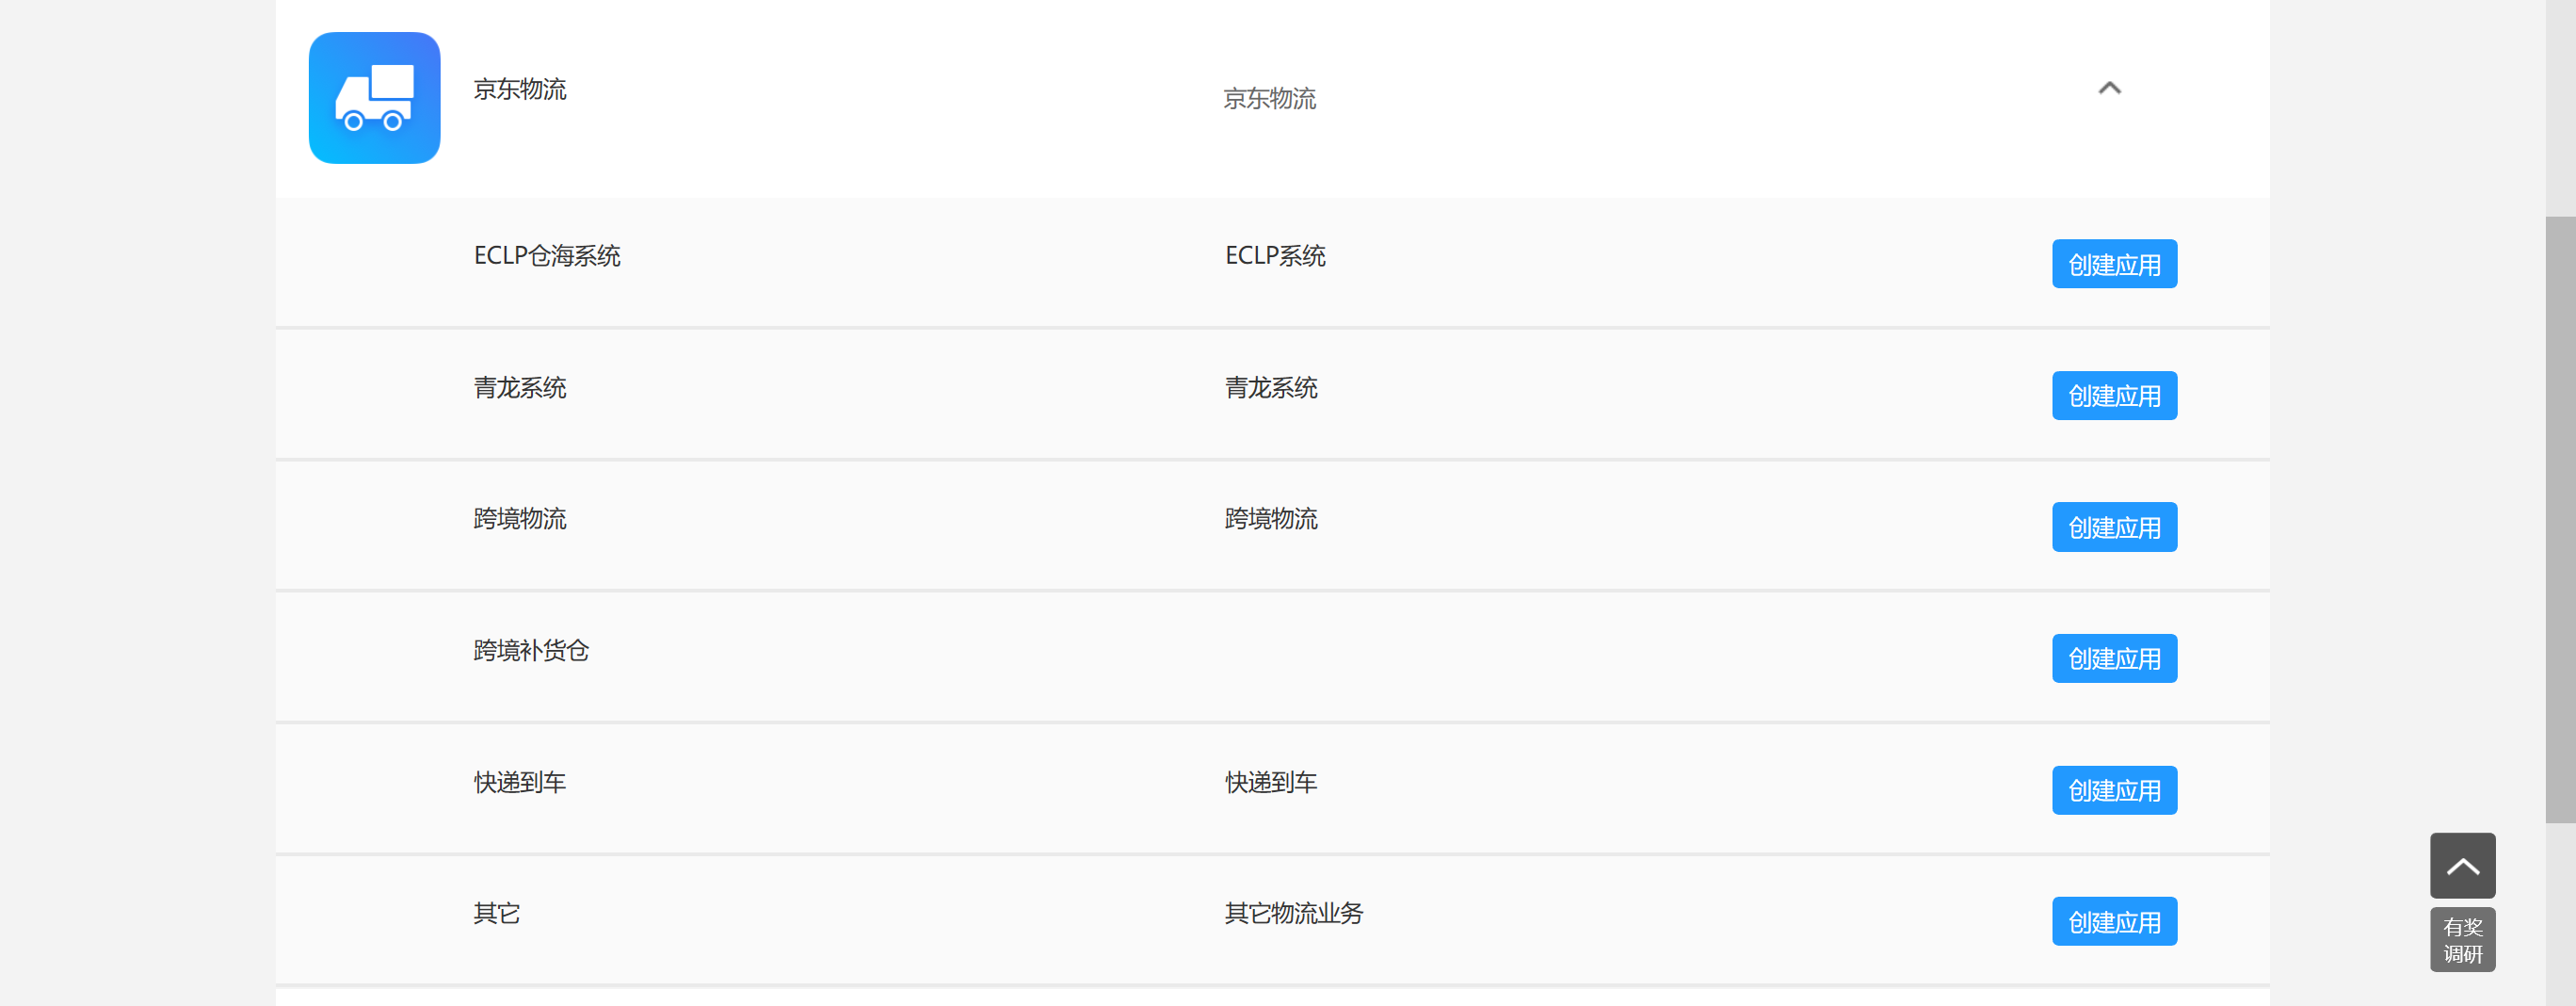 京东物流
京东物流
ECLP仓海系统
ECLP系统
创建应用
青龙系统
青龙系统
创建应用
跨境物流
跨境物流
创建应用
跨境补货仓
创建应用
快递到车
快递到车
创建应用
其它
其它物流业务
创建应用
有奖
调研